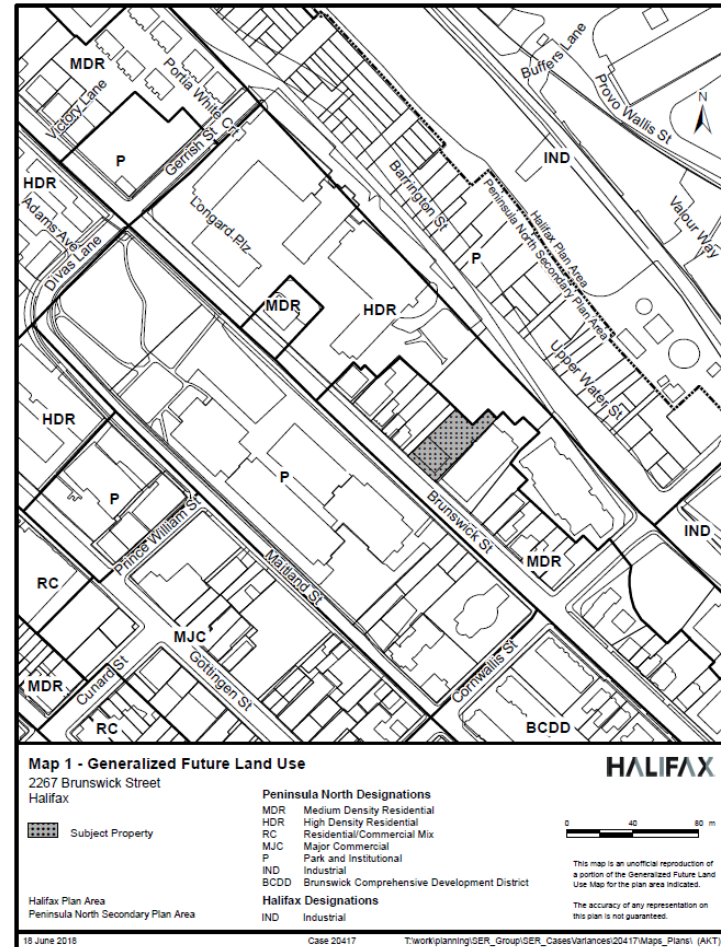 MDR
Victory Lane
Portia White Crt
P
Gerrish St
HDR
Adams Ave
Divas Lane
Longard Plz
Buffers Lane
Provo Wallis St
N
IND
Valour Way
Barrington St
P
Halifax Plan Area
Peninsula North Secondary Plan Area
MDR
HDR
Upper Water St
HDR
P
P
Prince William St
Brunswick St
MDR
IND
RC
Maitland St
MJC
Gottingen St
Cunard St
MDR
RC
Cornwallis St
BCDD
Map 1 - Generalized Future Land Use
2267 Brunswick Street
Halifax
Subject Property
Halifax Plan Area
Peninsula North Secondary Plan Area
Peninsula North Designations
MDR Medium Density Residential
HDR High Density Residential
RC Residential/Commercial Mix
MJC Major Commercial
P Park and Institutional
IND Industrial
BCDD Brunswick Comprehensive Development District
Halifax Designations
IND Industrial
HALIFAX
0 40 80 m
This map is an unofficial reproduction of
a portion of the Generalized Future Land
Use Map for the plan area indicated.
The accuracy of any representation on
this plan is not guaranteed.
18 June 2018
Case 20417
T:\work\planning\SER_Group\SER_Cases\Variances\20417\Maps_Plans\ (AKT)